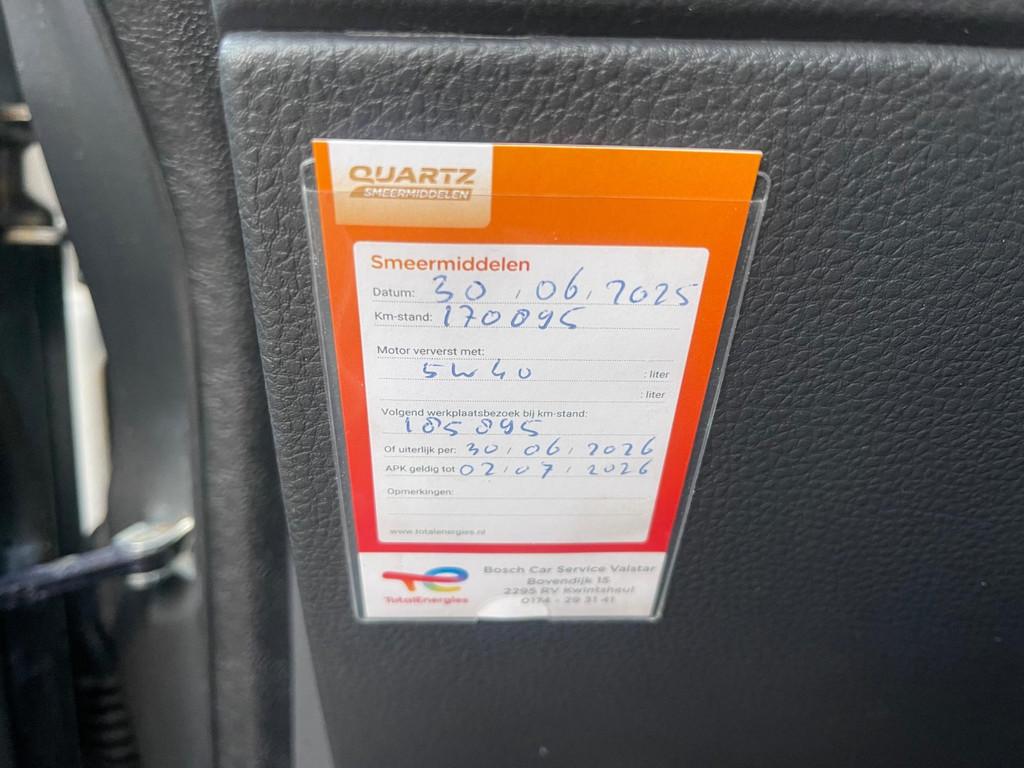 QUARTZ
SMEERMIDDELEN
Smeermiddelen
Datum: 30 / 06 / 2025
Km-stand: 170095
Motor ververst met:
5W40 : liter
: liter
Volgend werkplaatsbezoek bij km-stand:
185095
Of uiterlijk per: 30 / 06 / 2026
APK geldig tot 02 / 07 / 2026
Opmerkingen:
www.totalenergies.nl
TotalEnergies
Bosch Car Service Valstar
Bovendijk 15
2295 RV Kwintsheul
0174 - 29 31 41